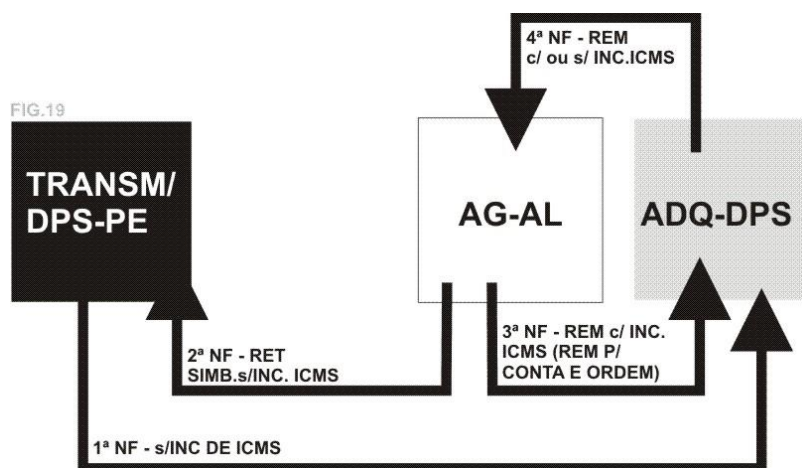 4ª NF - REM
c/ ou s/ INC.ICMS
FIG.19
TRANSM/
DPS-PE
AG-AL
ADQ-DPS
2ª NF - RET
SIMB.s/INC. ICMS
3ª NF - REM c/ INC.
ICMS (REM P/
CONTA E ORDEM)
1ª NF - s/INC DE ICMS